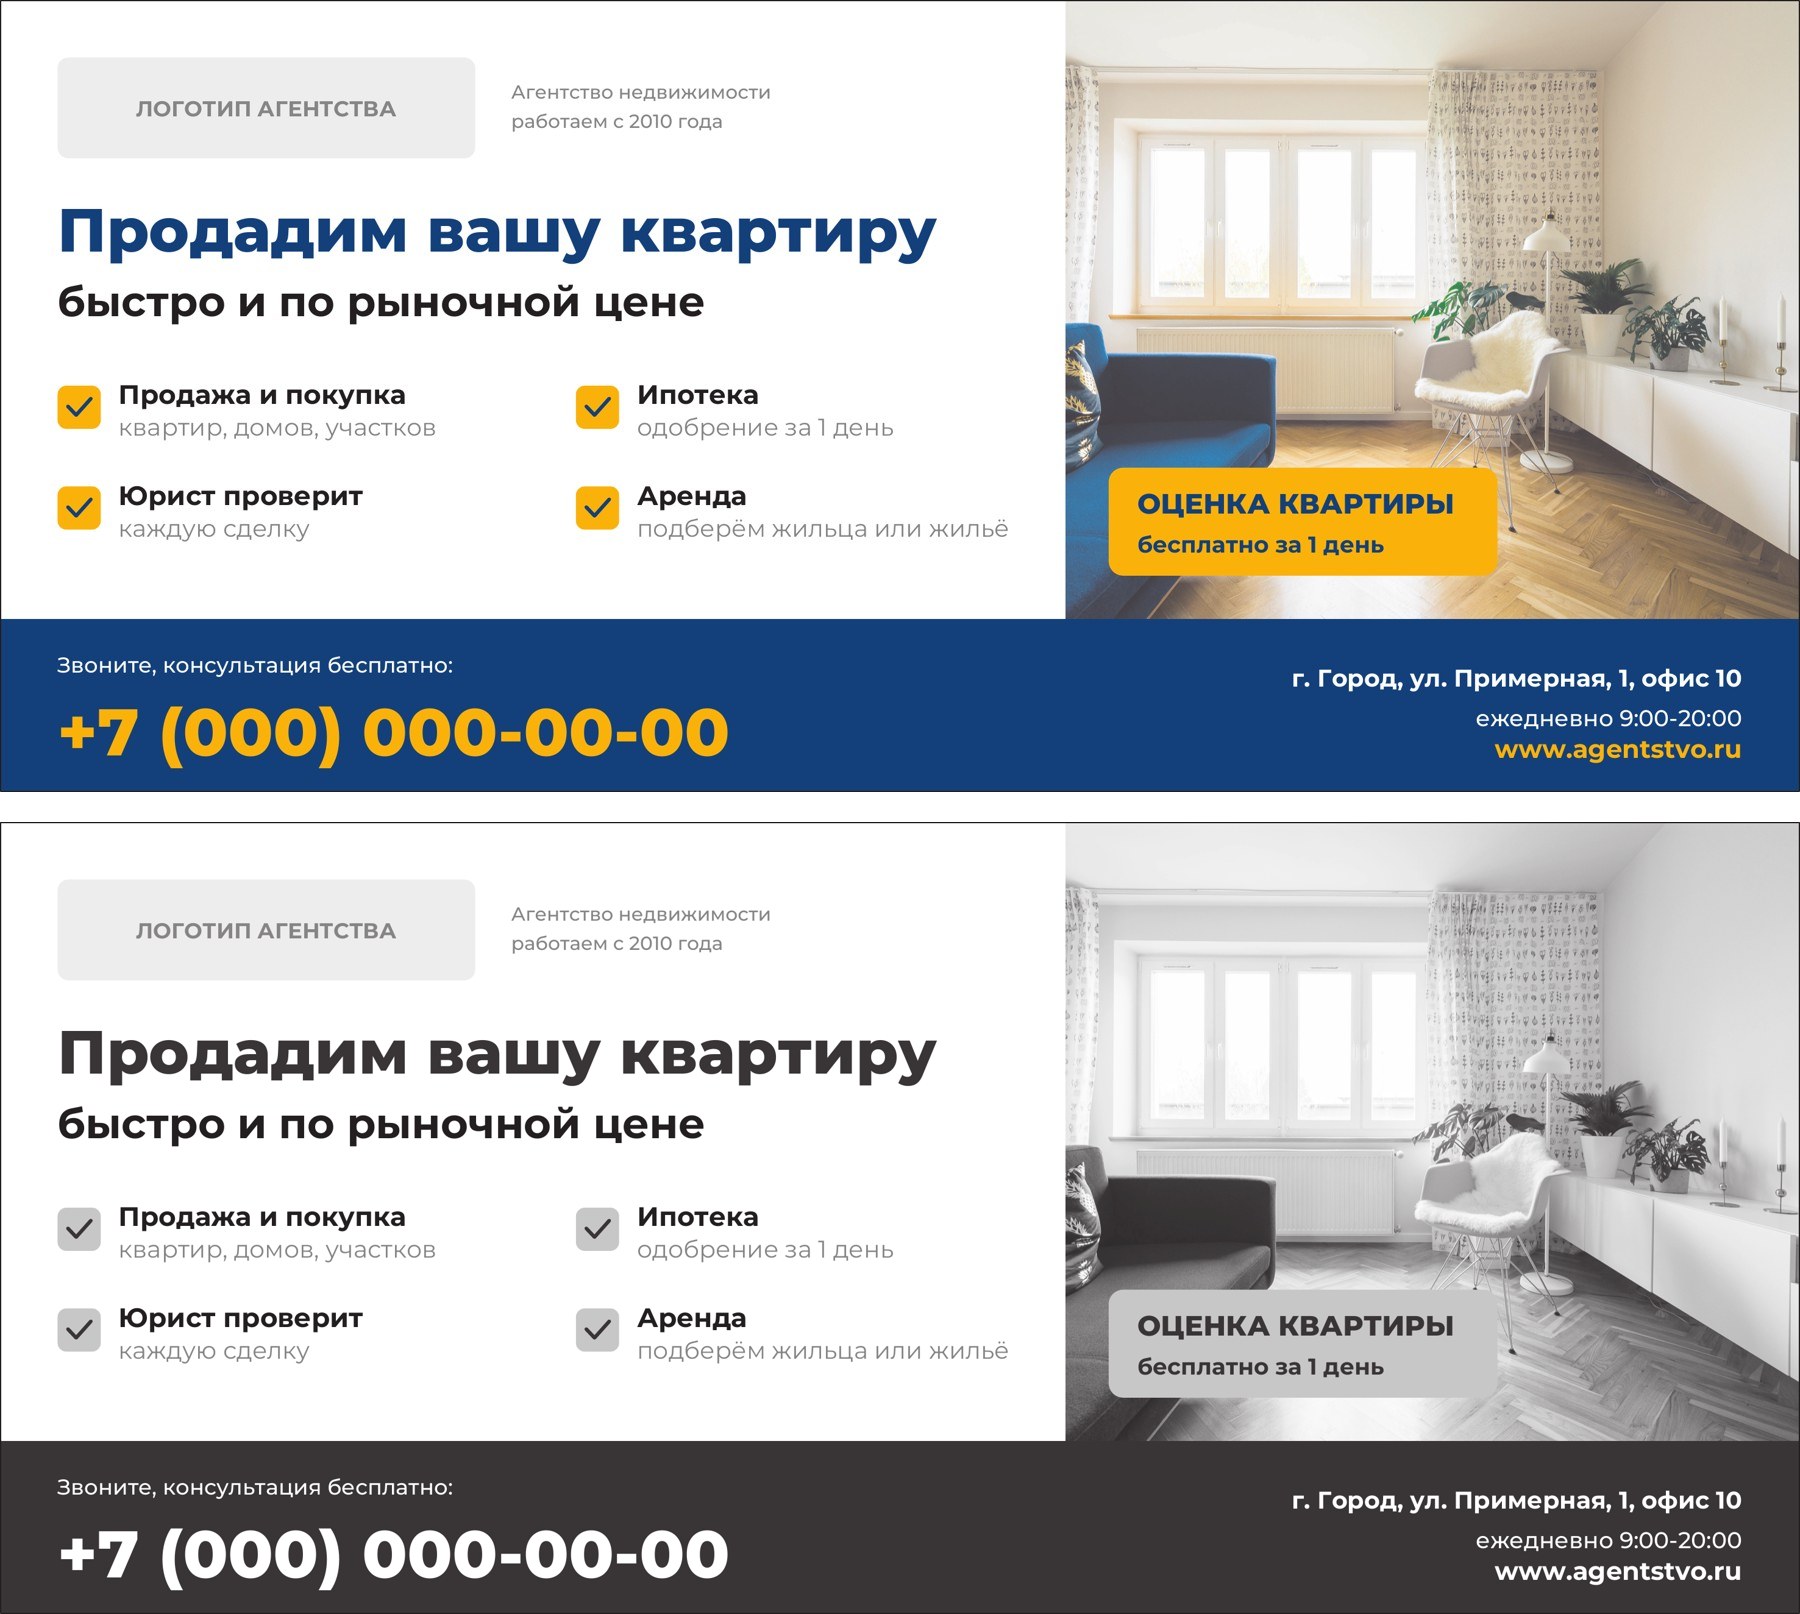 ЛОГОТИП АГЕНТСТВА
Агентство недвижимости
работаем с 2010 года
Продадим вашу квартиру
быстро и по рыночной цене
Продажа и покупка
квартир, домов, участков
Ипотека
одобрение за 1 день
Юрист проверит
каждую сделку
Аренда
подберём жильца или жильё
ОЦЕНКА КВАРТИРЫ
бесплатно за 1 день
Звоните, консультация бесплатно:
+7 (000) 000-00-00
г. Город, ул. Примерная, 1, офис 10
ежедневно 9:00-20:00
www.agentstvo.ru
ЛОГОТИП АГЕНТСТВА
Агентство недвижимости
работаем с 2010 года
Продадим вашу квартиру
быстро и по рыночной цене
Продажа и покупка
квартир, домов, участков
Ипотека
одобрение за 1 день
Юрист проверит
каждую сделку
Аренда
подберём жильца или жильё
ОЦЕНКА КВАРТИРЫ
бесплатно за 1 день
Звоните, консультация бесплатно:
+7 (000) 000-00-00
г. Город, ул. Примерная, 1, офис 10
ежедневно 9:00-20:00
www.agentstvo.ru